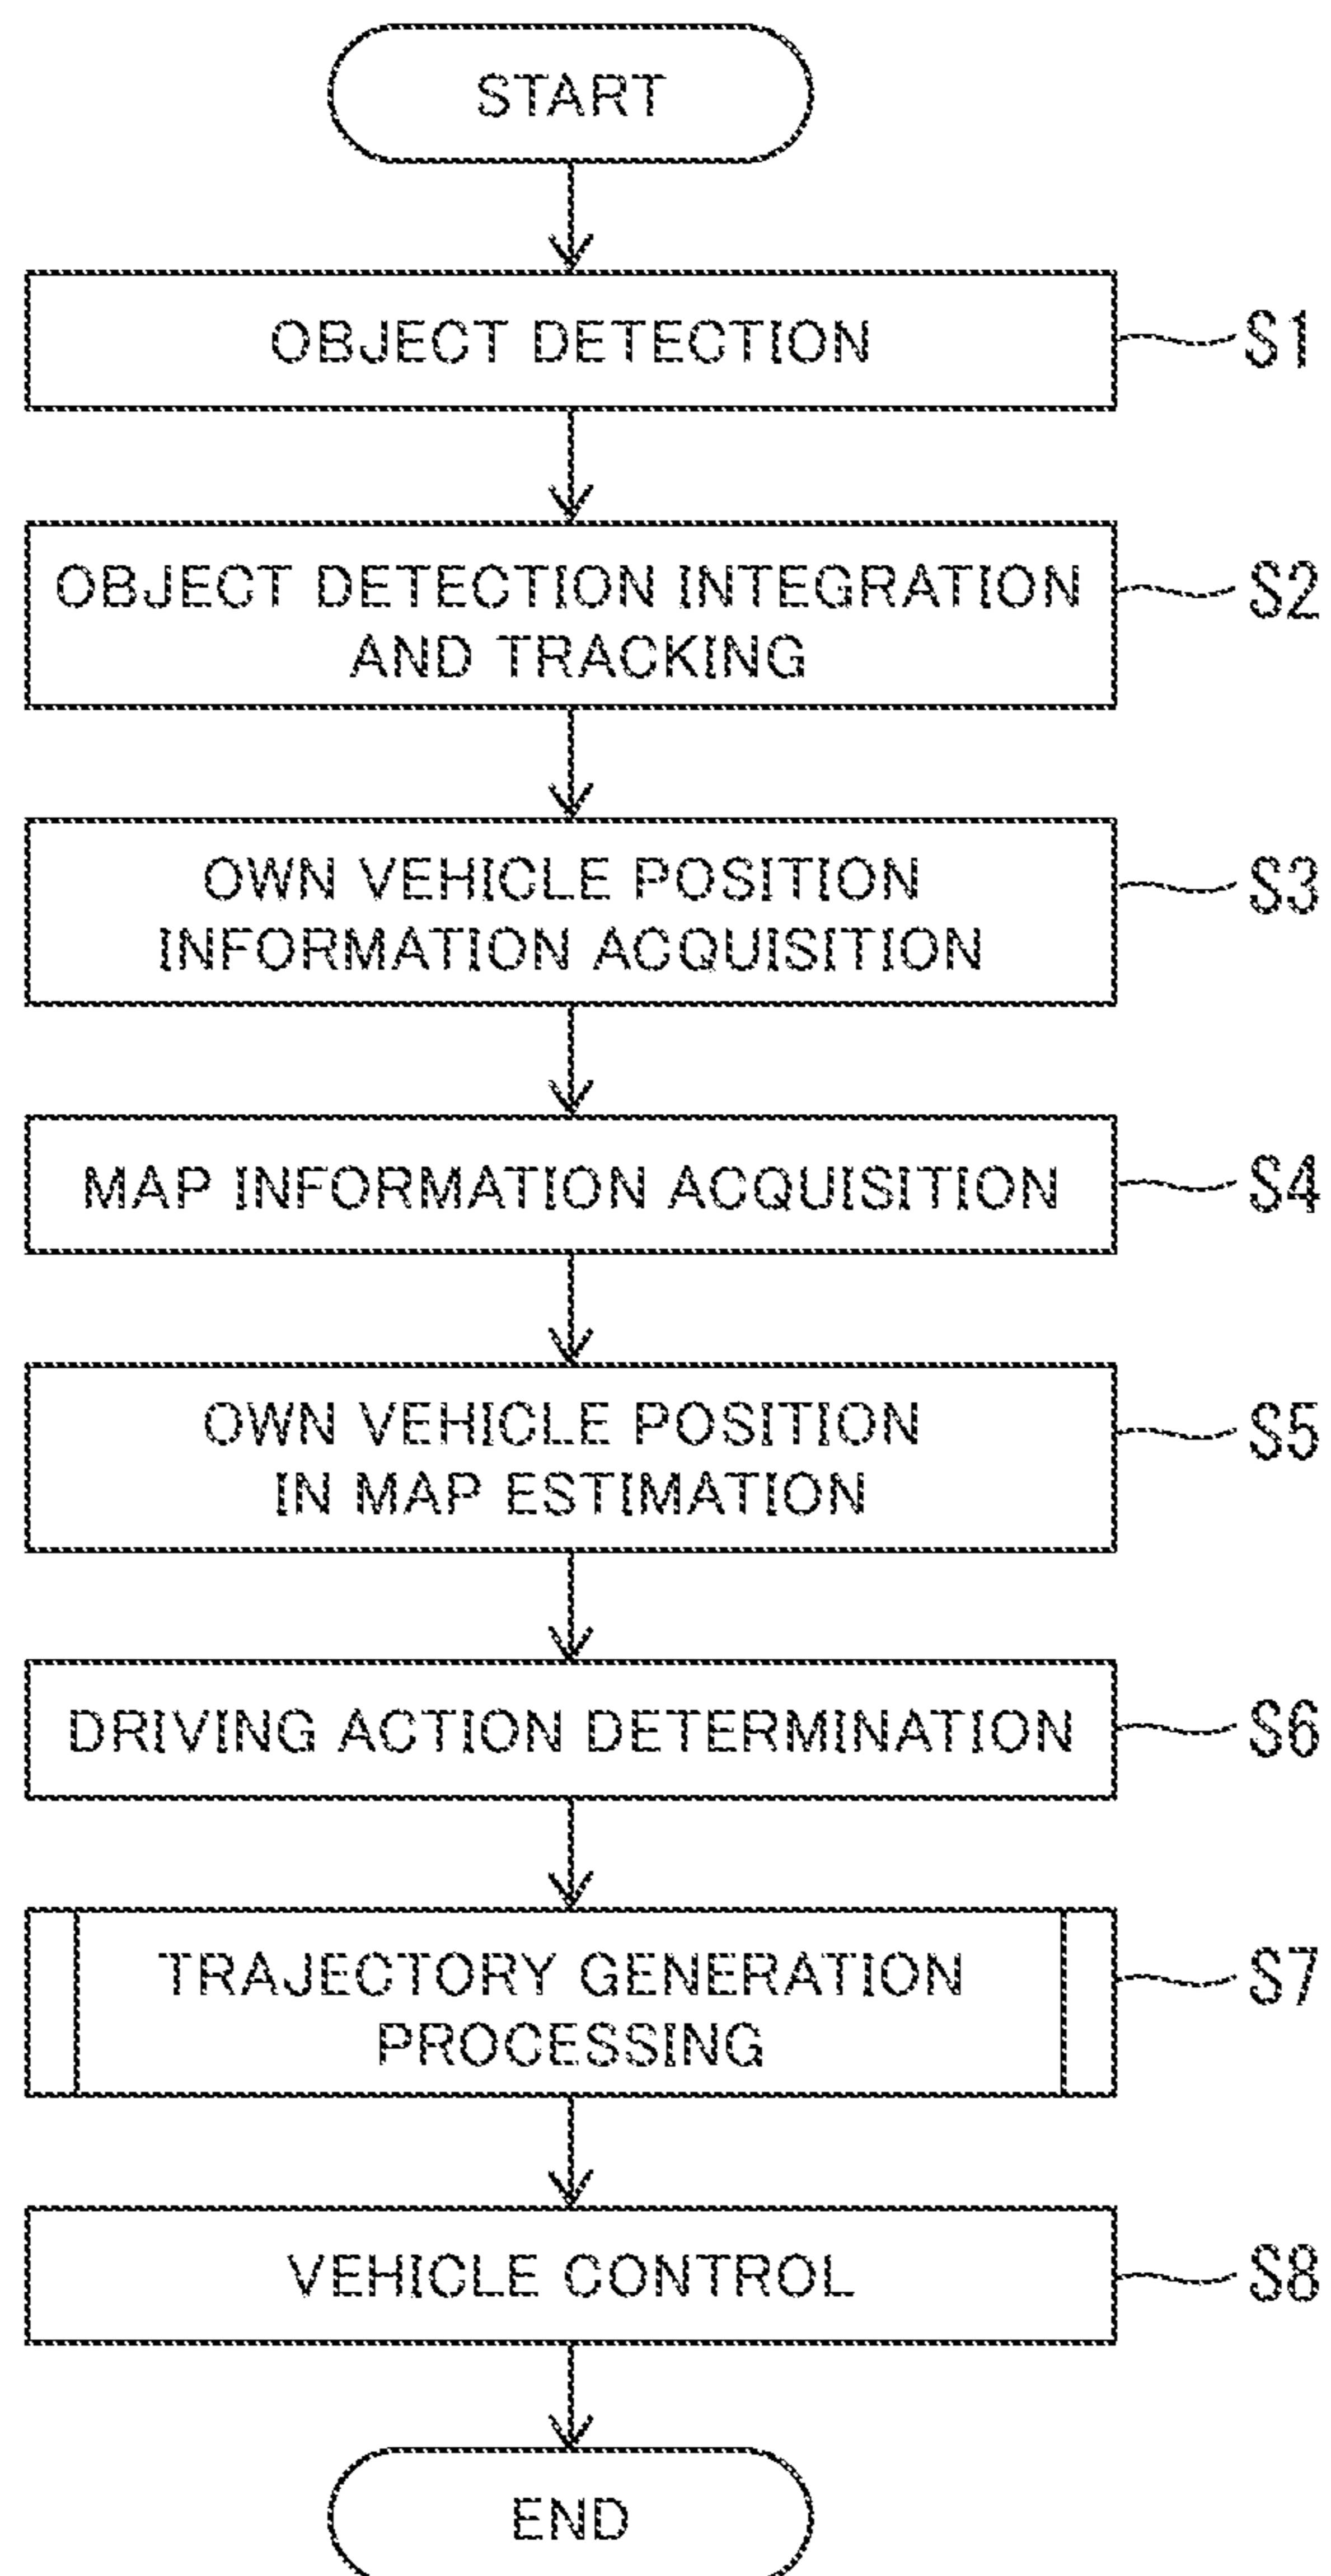 START
OBJECT DETECTION
S1
OBJECT DETECTION INTEGRATION
AND TRACKING
S2
OWN VEHICLE POSITION
INFORMATION ACQUISITION
S3
MAP INFORMATION ACQUISITION
S4
OWN VEHICLE POSITION
IN MAP ESTIMATION
S5
DRIVING ACTION DETERMINATION
S6
TRAJECTORY GENERATION
PROCESSING
S7
VEHICLE CONTROL
S8
END